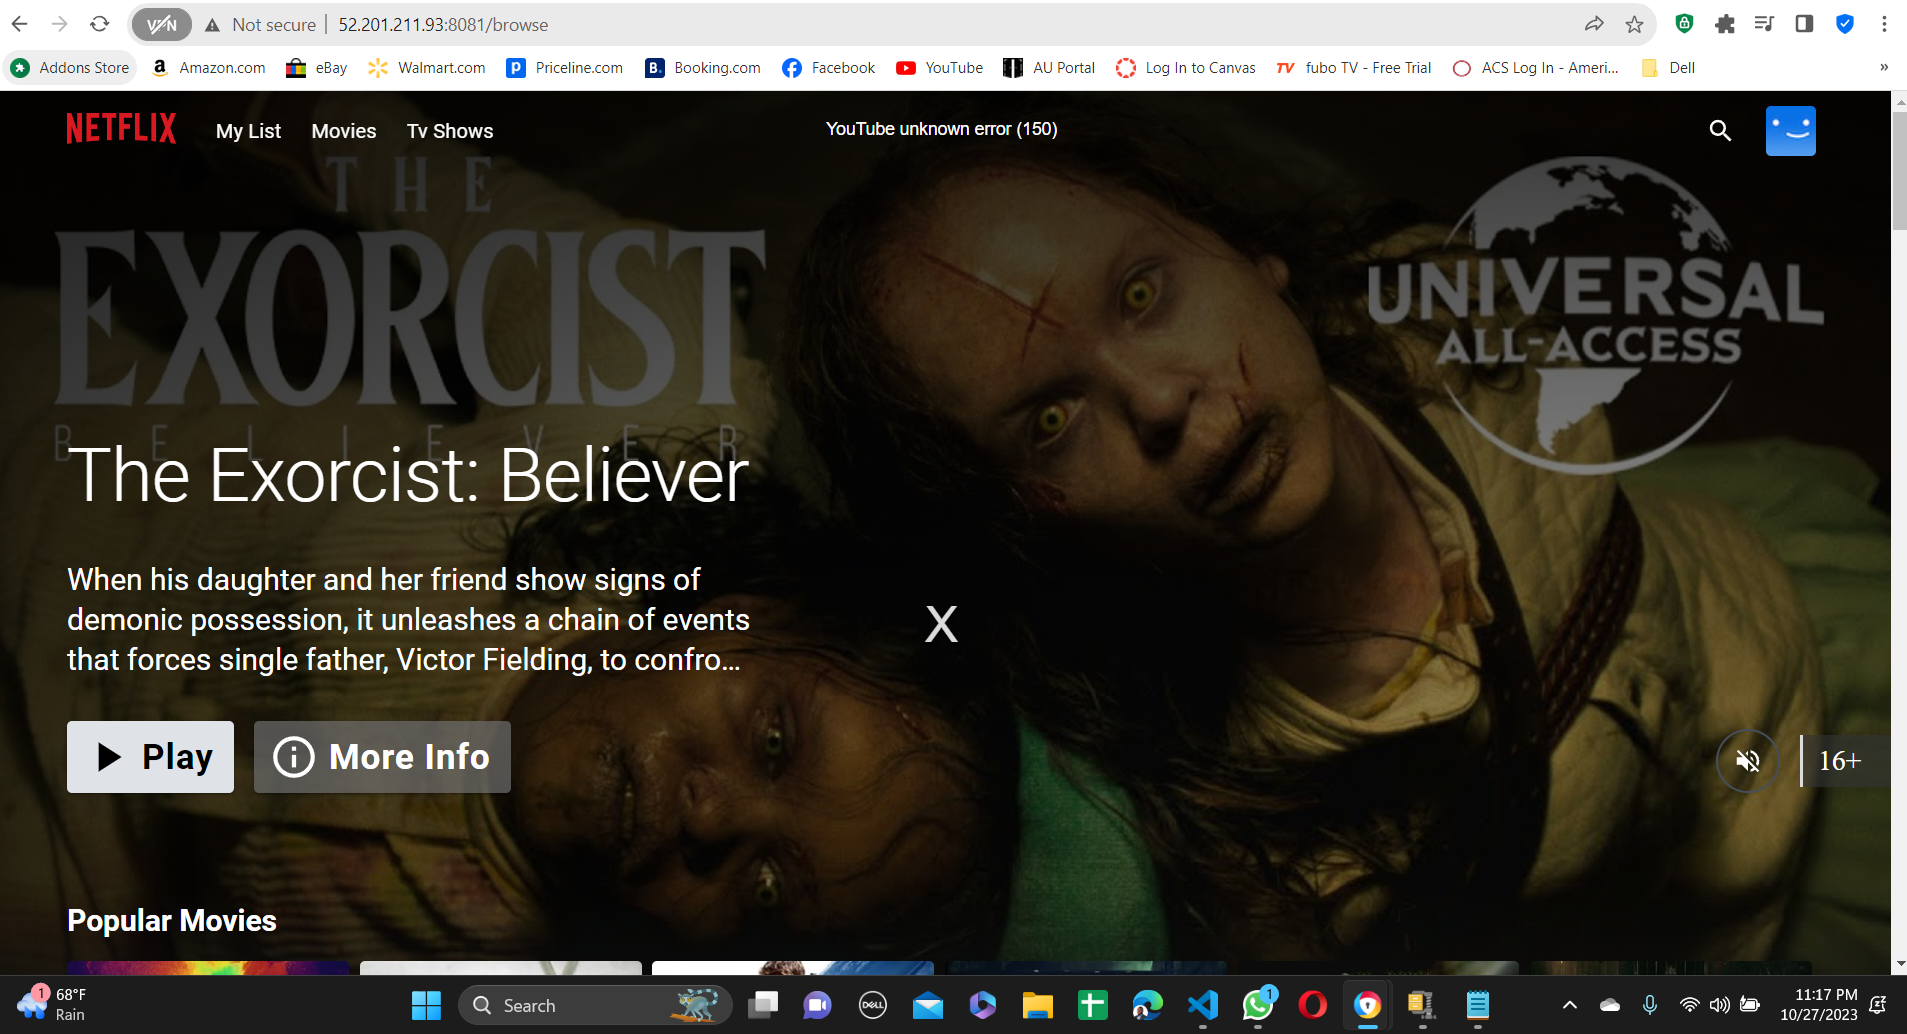 VPN
Not secure
52.201.211.93:8081/browse
Addons Store
Amazon.com
eBay
Walmart.com
Priceline.com
Booking.com
Facebook
YouTube
AU Portal
Log In to Canvas
TV
fubo TV - Free Trial
ACS Log In - Ameri...
Dell
»
NETFLIX
My List
Movies
Tv Shows
YouTube unknown error (150)
THE
EXORCIST
BELIEVER
UNIVERSAL
ALL-ACCESS
The Exorcist: Believer
When his daughter and her friend show signs of
demonic possession, it unleashes a chain of events
that forces single father, Victor Fielding, to confro...
X
Play
More Info
16+
Popular Movies
1
68°F
Rain
Search
DELL
1
11:17 PM
10/27/2023